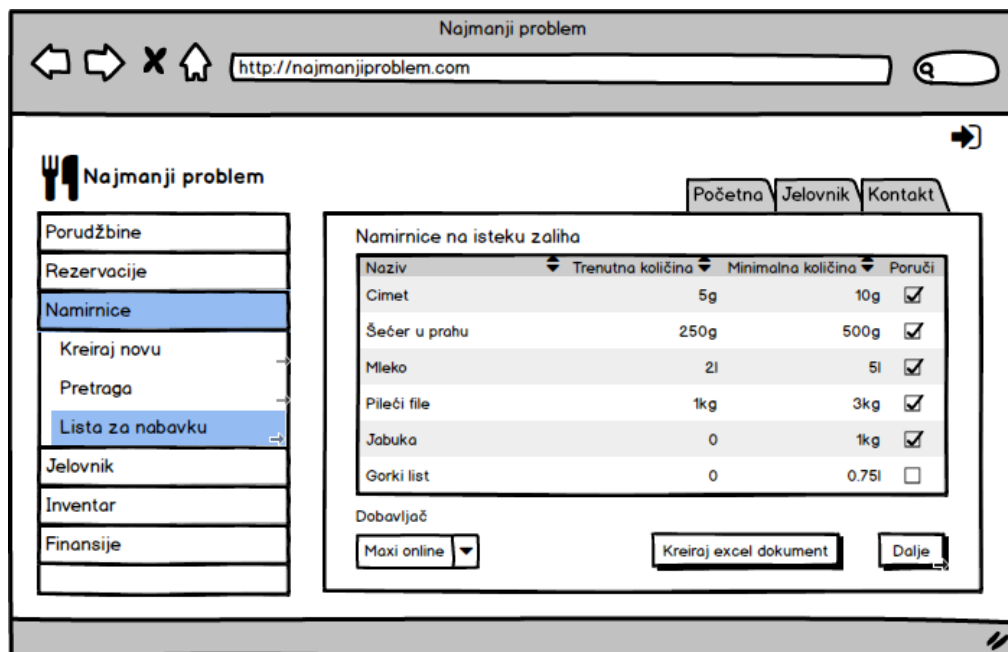 Najmanji problem
http://najmanjiproblem.com
Najmanji problem
Početna Jelovnik Kontakt
Porudžbine
Rezervacije
Namirnice
Kreiraj novu
Pretraga
Lista za nabavku
Jelovnik
Inventar
Finansije
Namirnice na isteku zaliha
Naziv Trenutna količina Minimalna količina Poruči
Cimet 5g 10g
Šećer u prahu 250g 500g
Mleko 2l 5l
Pileći file 1kg 3kg
Jabuka 0 1kg
Gorki list 0 0.75l
Dobavljač
Maxi online Kreiraj excel dokument Dalje